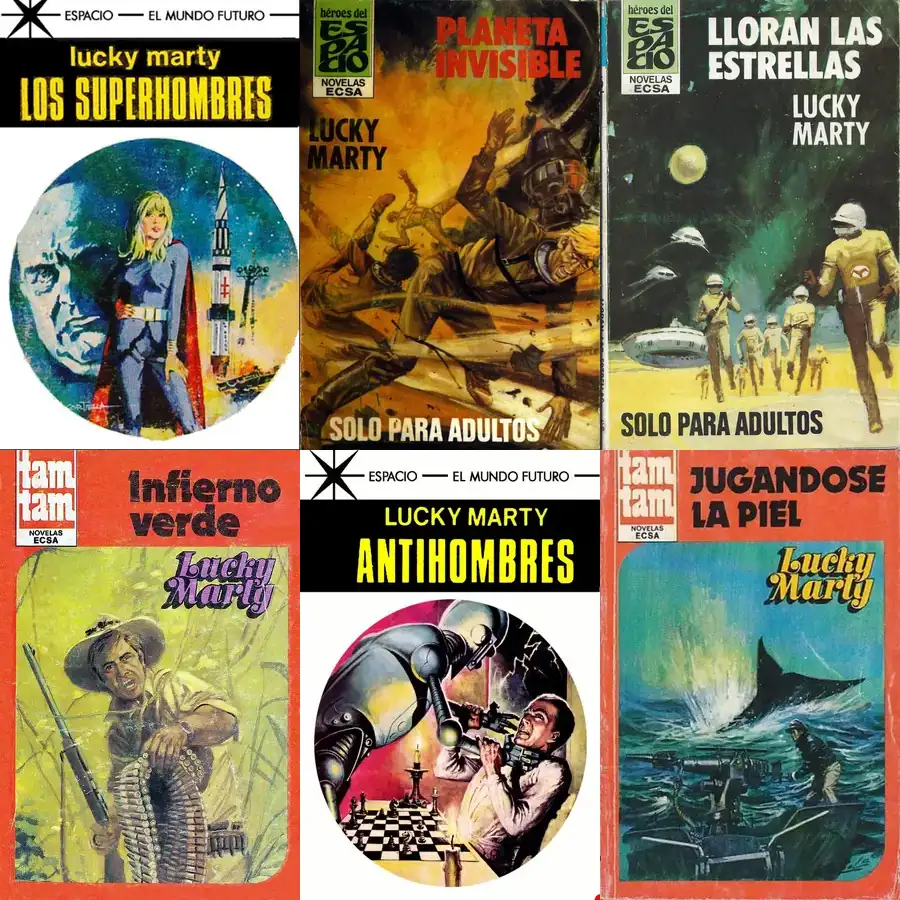 ESPACIO — EL MUNDO FUTURO
lucky marty
LOS SUPERHOMBRES
héroes del
ESPACIO
NOVELAS
ECSA
PLANETA
INVISIBLE
LUCKY
MARTY
SOLO PARA ADULTOS
héroes del
ESPACIO
NOVELAS
ECSA
LLORAN LAS
ESTRELLAS
LUCKY
MARTY
SOLO PARA ADULTOS
tam
tam
NOVELAS
ECSA
Infierno
verde
Lucky
Marty
ESPACIO — EL MUNDO FUTURO
LUCKY MARTY
ANTIHOMBRES
tam
tam
NOVELAS
ECSA
JUGANDOSE
LA PIEL
Lucky
Marty